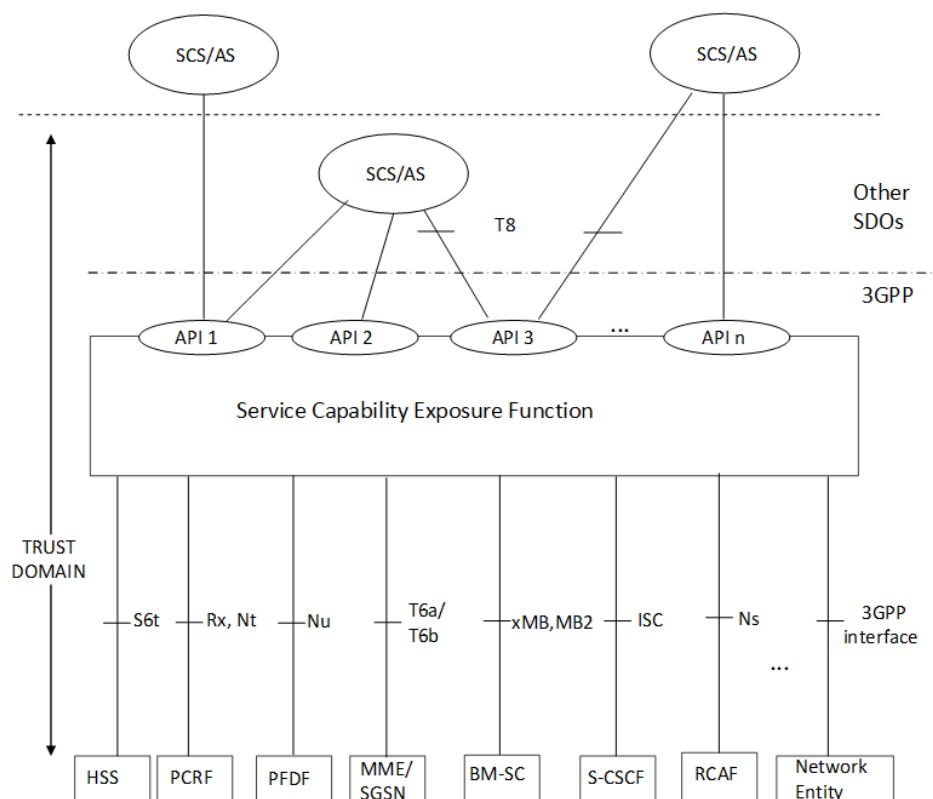 SCS/AS
SCS/AS
SCS/AS
T8
Other
SDOs
3GPP
API 1
API 2
API 3
...
API n
Service Capability Exposure Function
TRUST
DOMAIN
S6t
Rx, Nt
Nu
T6a/
T6b
xMB, MB2
ISC
Ns
3GPP
interface
...
HSS
PCRF
PFDF
MME/
SGSN
BM-SC
S-CSCF
RCAF
Network
Entity